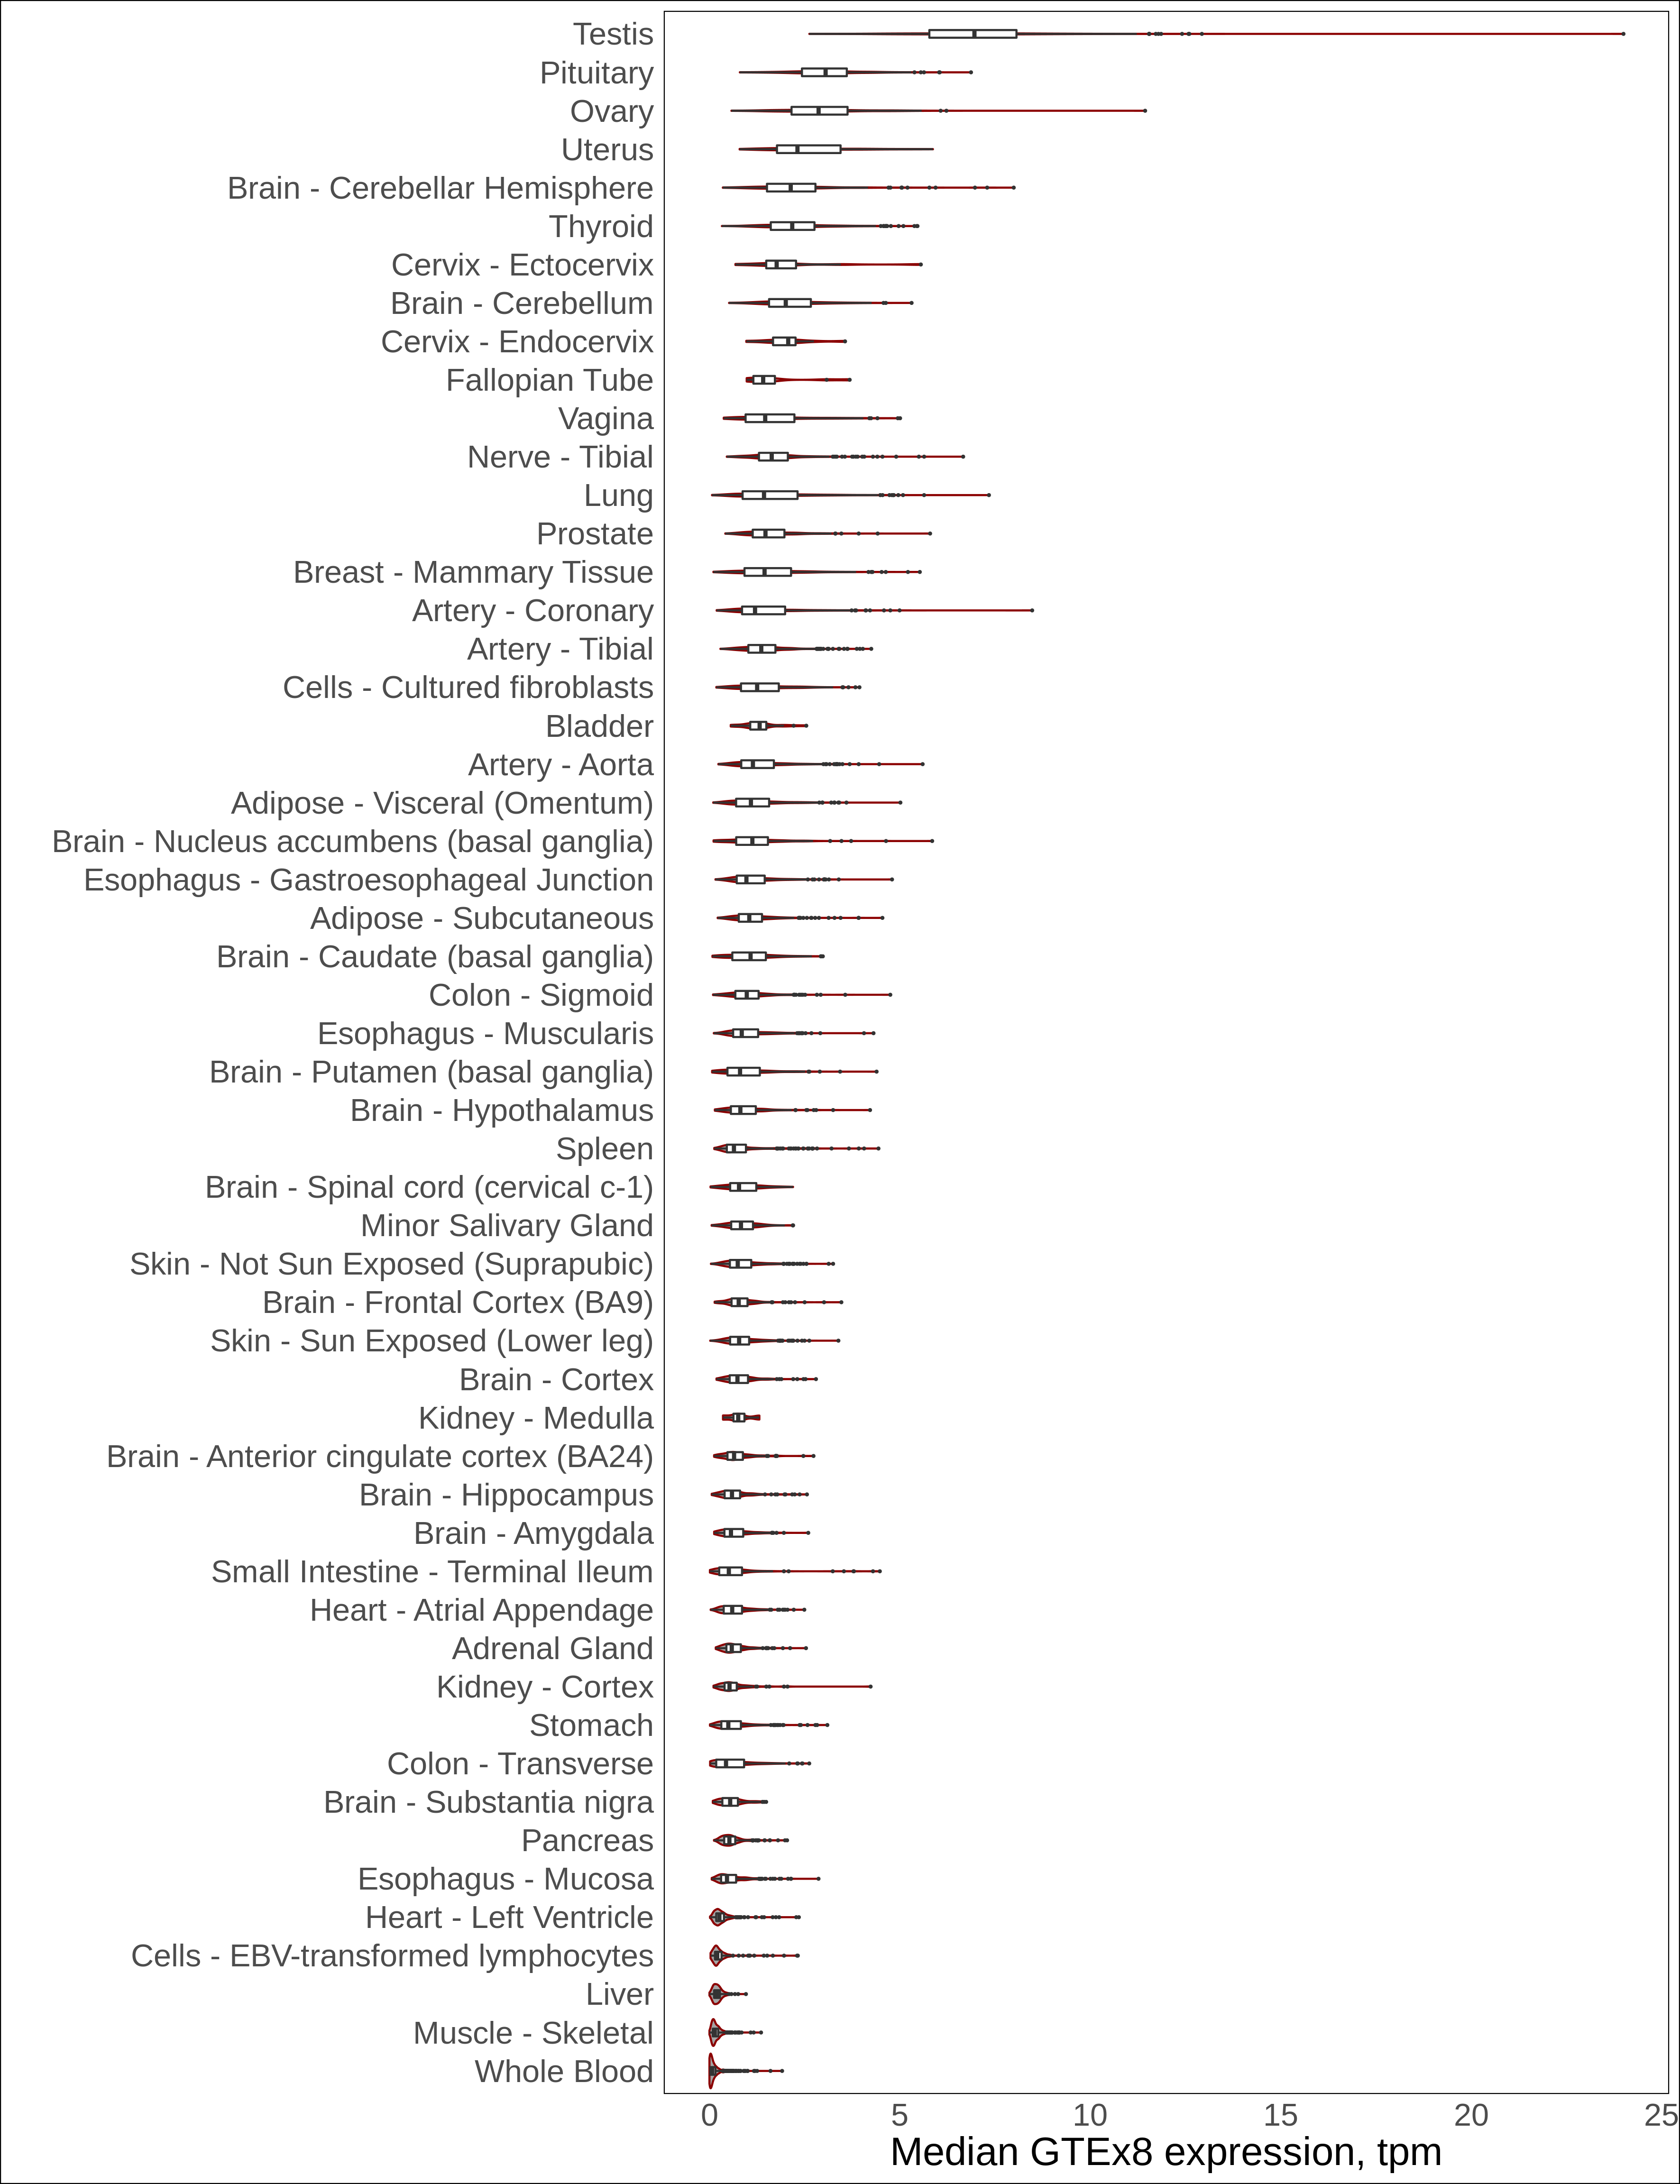 Testis
Pituitary
Ovary
Uterus
Brain - Cerebellar Hemisphere
Thyroid
Cervix - Ectocervix
Brain - Cerebellum
Cervix - Endocervix
Fallopian Tube
Vagina
Nerve - Tibial
Lung
Prostate
Breast - Mammary Tissue
Artery - Coronary
Artery - Tibial
Cells - Cultured fibroblasts
Bladder
Artery - Aorta
Adipose - Visceral (Omentum)
Brain - Nucleus accumbens (basal ganglia)
Esophagus - Gastroesophageal Junction
Adipose - Subcutaneous
Brain - Caudate (basal ganglia)
Colon - Sigmoid
Esophagus - Muscularis
Brain - Putamen (basal ganglia)
Brain - Hypothalamus
Spleen
Brain - Spinal cord (cervical c-1)
Minor Salivary Gland
Skin - Not Sun Exposed (Suprapubic)
Brain - Frontal Cortex (BA9)
Skin - Sun Exposed (Lower leg)
Brain - Cortex
Kidney - Medulla
Brain - Anterior cingulate cortex (BA24)
Brain - Hippocampus
Brain - Amygdala
Small Intestine - Terminal Ileum
Heart - Atrial Appendage
Adrenal Gland
Kidney - Cortex
Stomach
Colon - Transverse
Brain - Substantia nigra
Pancreas
Esophagus - Mucosa
Heart - Left Ventricle
Cells - EBV-transformed lymphocytes
Liver
Muscle - Skeletal
Whole Blood
0 5 10 15 20 25
Median GTEx8 expression, tpm